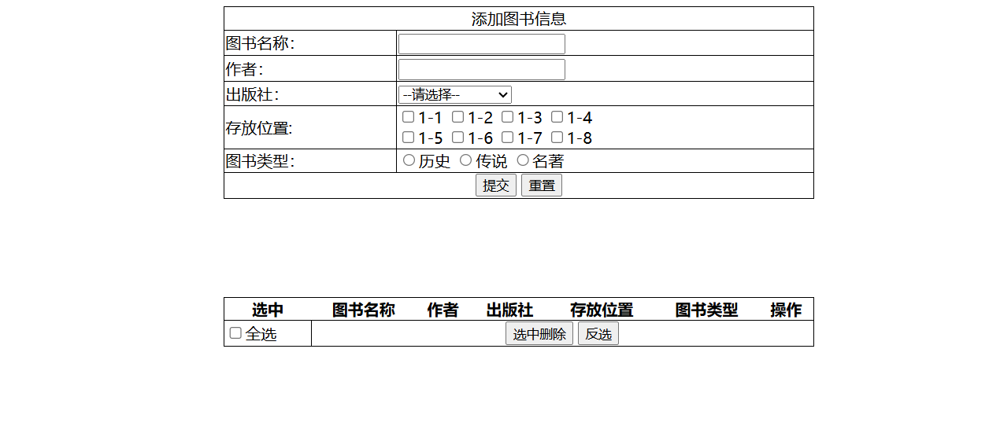 添加图书信息
图书名称：
作者：
出版社： --请选择--
存放位置: 1-1 1-2 1-3 1-4
1-5 1-6 1-7 1-8
图书类型： 历史 传说 名著
提交 重置
选中 图书名称 作者 出版社 存放位置 图书类型 操作
全选 选中删除 反选